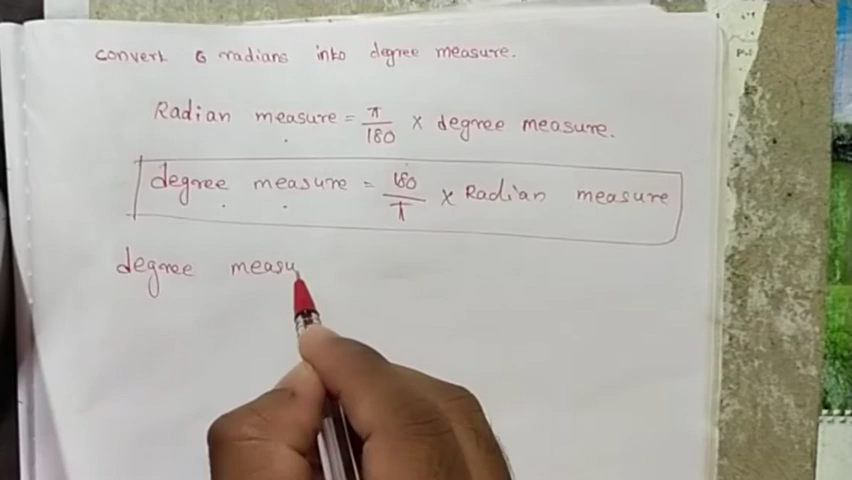 convert 6 radians into degree measure.
Radian measure = π/180 × degree measure.
degree measure = 180/π × Radian measure
degree measu